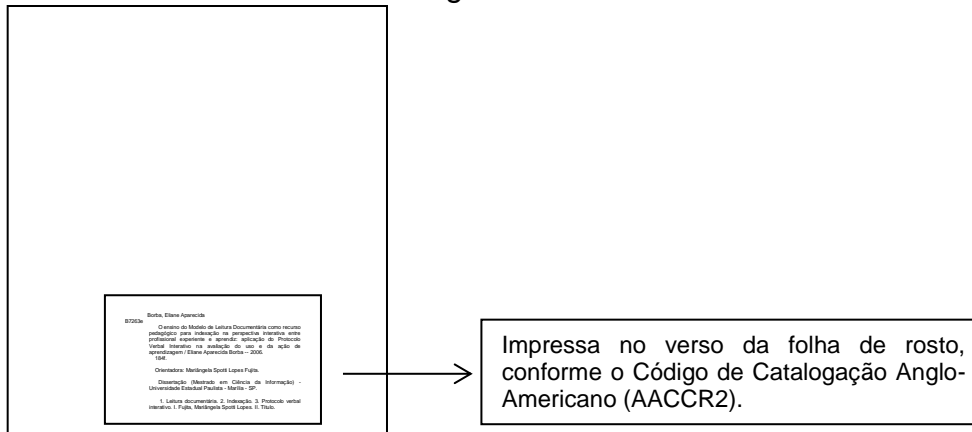 Borba, Eliane Aparecida
B7263e
O ensino do Modelo de Leitura Documentária como recurso
pedagógico para indexação na perspectiva interativa entre
profissional experiente e aprendiz: aplicação do Protocolo
Verbal Interativo na avaliação do uso e da ação de
aprendizagem / Eliane Aparecida Borba – 2006.
184f.
Orientadora: Mariângela Spotti Lopes Fujita.
Dissertação (Mestrado em Ciência da Informação) -
Universidade Estadual Paulista - Marília - SP.
1. Leitura documentária. 2. Indexação. 3. Protocolo verbal
interativo. I. Fujita, Mariângela Spotti Lopes. II. Título.
Impressa no verso da folha de rosto,
conforme o Código de Catalogação Anglo-
Americano (AACCR2).